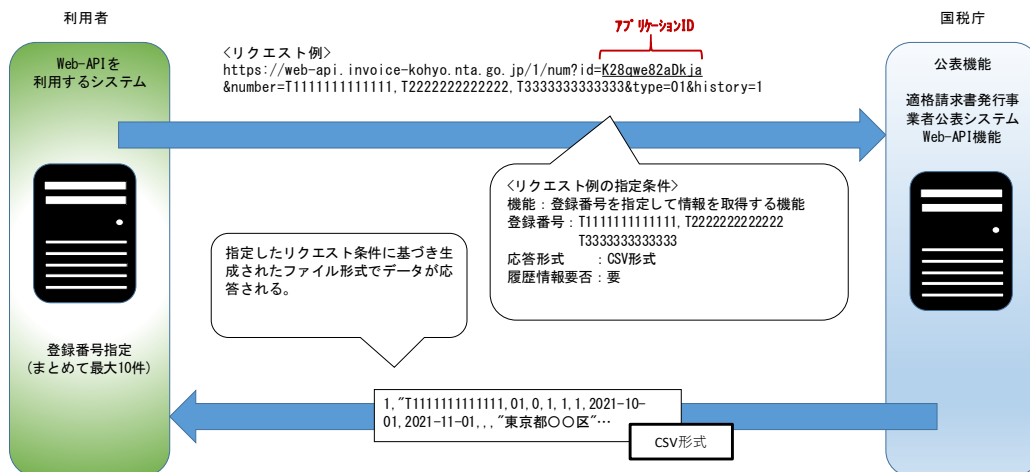 利用者
国税庁
アプリケーションID
Web-APIを
利用するシステム
<リクエスト例>
https://web-api.invoice-kohyo.nta.go.jp/1/num?id=K28qwe82aDkja
&number=T1111111111111,T2222222222222,T3333333333333&type=01&history=1
公表機能
適格請求書発行事
業者公表システム
Web-API機能
<リクエスト例の指定条件>
機能：登録番号を指定して情報を取得する機能
登録番号：T1111111111111,T2222222222222
T3333333333333
応答形式　　：CSV形式
履歴情報要否：要
指定したリクエスト条件に基づき生
成されたファイル形式でデータが応
答される。
登録番号指定
(まとめて最大10件)
1,"T1111111111111,01,0,1,1,1,2021-10-
01,2021-11-01,,,"東京都〇〇区"…
CSV形式